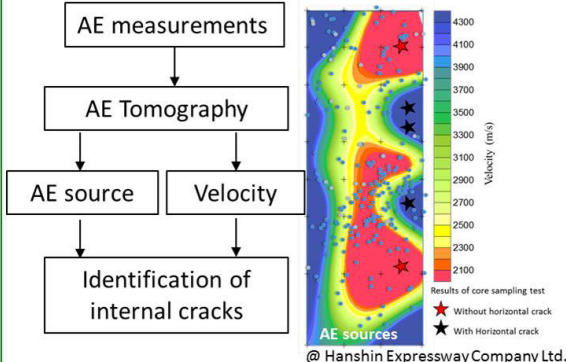 AE measurements
AE Tomography
AE source
Velocity
Identification of
internal cracks
AE sources
4300
4100
3900
3700
3500
3300
3100
2900
2700
2500
2300
2100
Velocity (m/s)
Results of core sampling test
Without horizontal crack
With Horizontal crack
@ Hanshin Expressway Company Ltd.